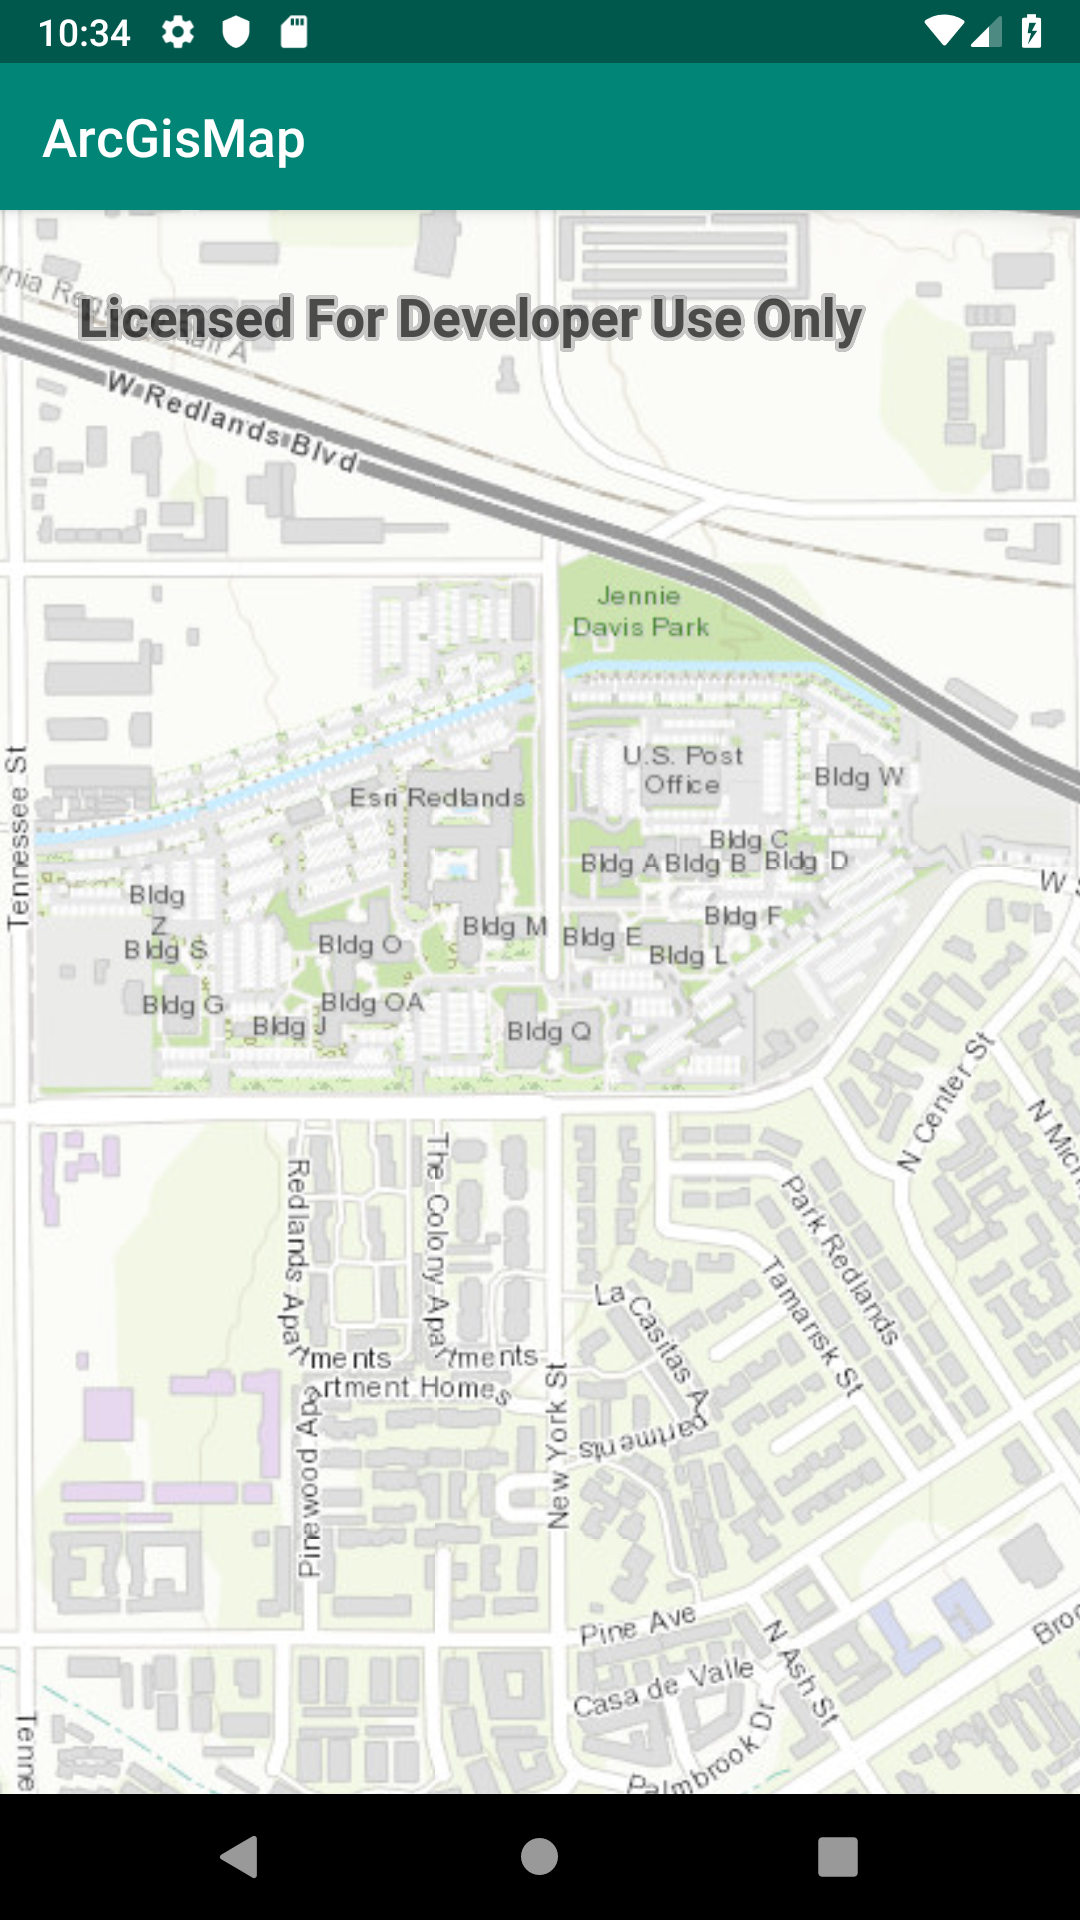 10:34
ArcGisMap
Licensed For Developer Use Only
W Redlands Blvd
Jennie
Davis Park
U.S. Post
Office
Bldg W
Tennessee St
Esri Redlands
Bldg C
Bldg A Bldg B Bldg D
Bldg
Z
Bldg M
Bldg F
Bldg S
Bldg O
Bldg E
Bldg L
Bldg G
Bldg OA
Bldg J
Bldg Q
N Center St
Redlands Apartments
The Colony Apartments
Park Redlands
Tamarisk St
La Casitas Apartments
Pinewood Apartment Homes
New York St
Pine Ave
N Ash St
Casa de Valle
Palmbrook Dr
Tenne